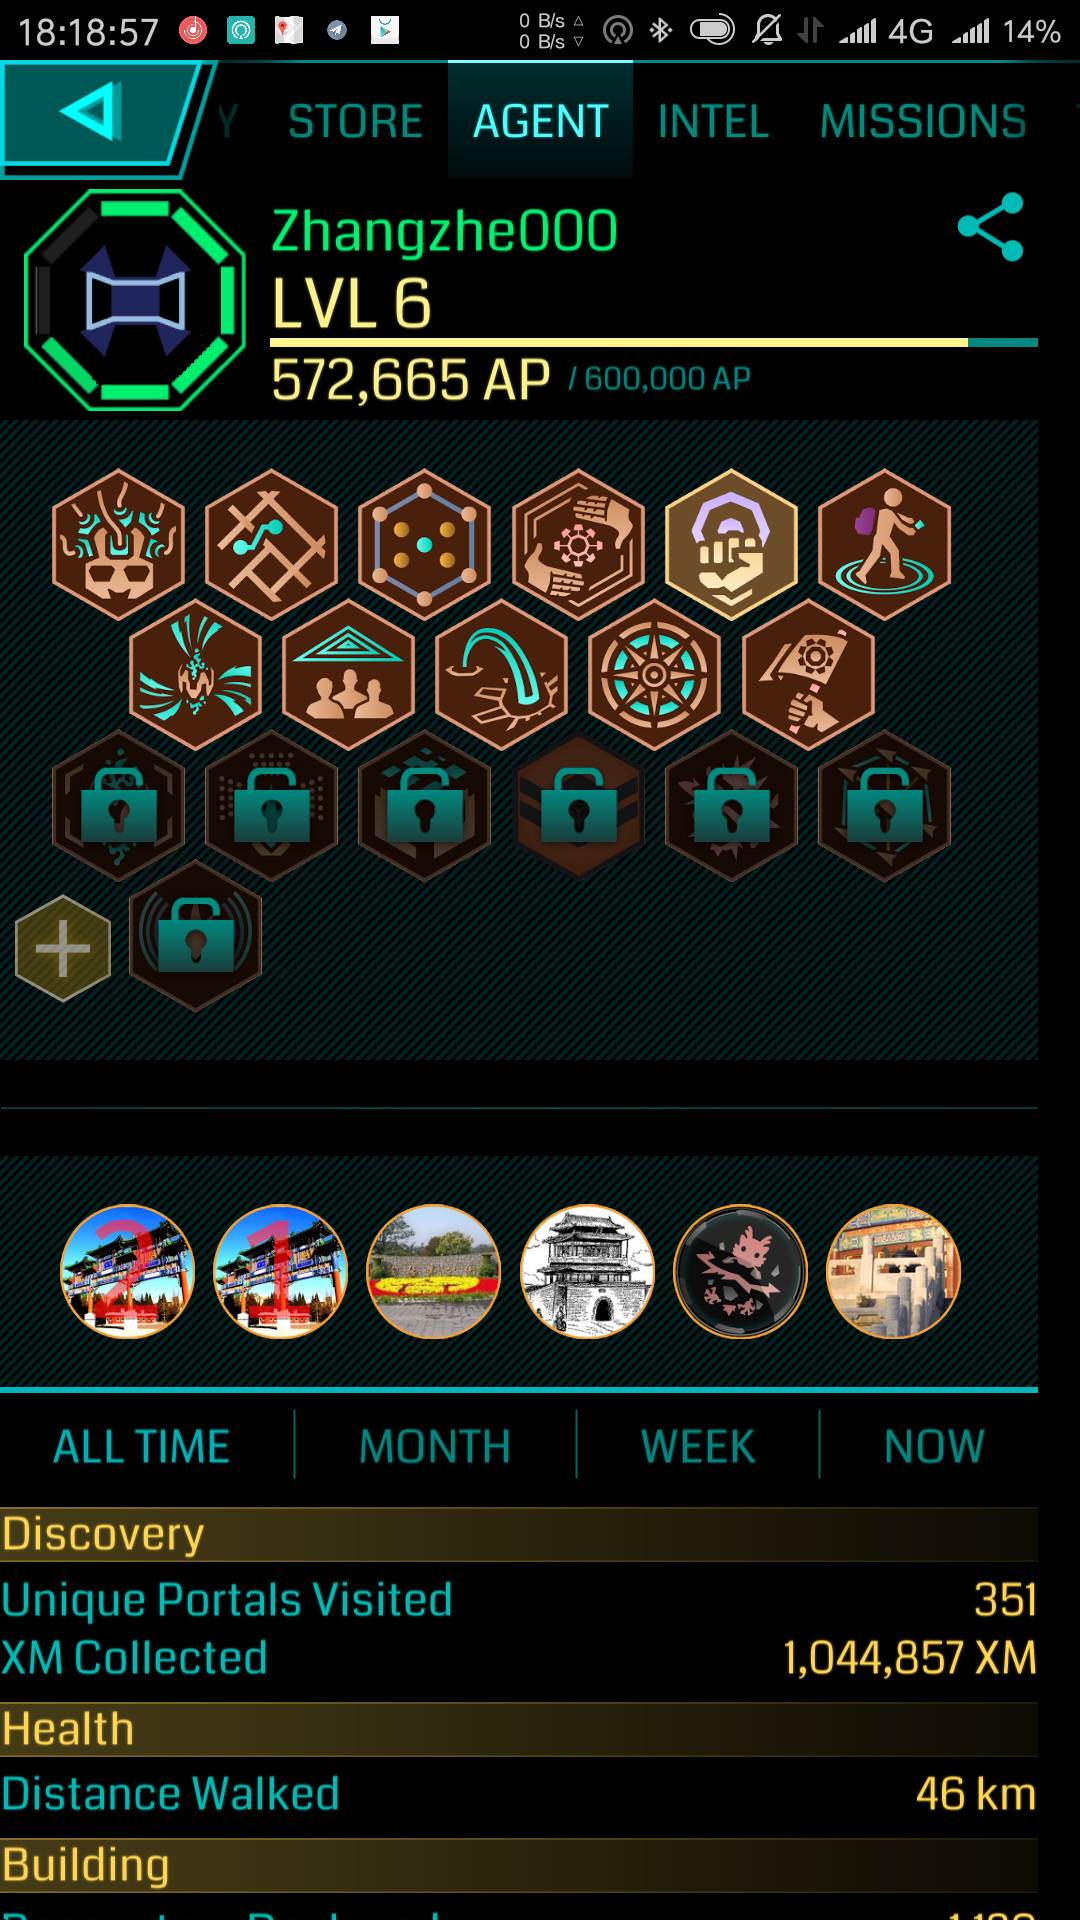 18:18:57 0 B/s 4G 14%
0 B/s
Y STORE AGENT INTEL MISSIONS
Zhangzhe000
LVL 6
572,665 AP / 600,000 AP
2 1
ALL TIME MONTH WEEK NOW
Discovery
Unique Portals Visited 351
XM Collected 1,044,857 XM
Health
Distance Walked 46 km
Building